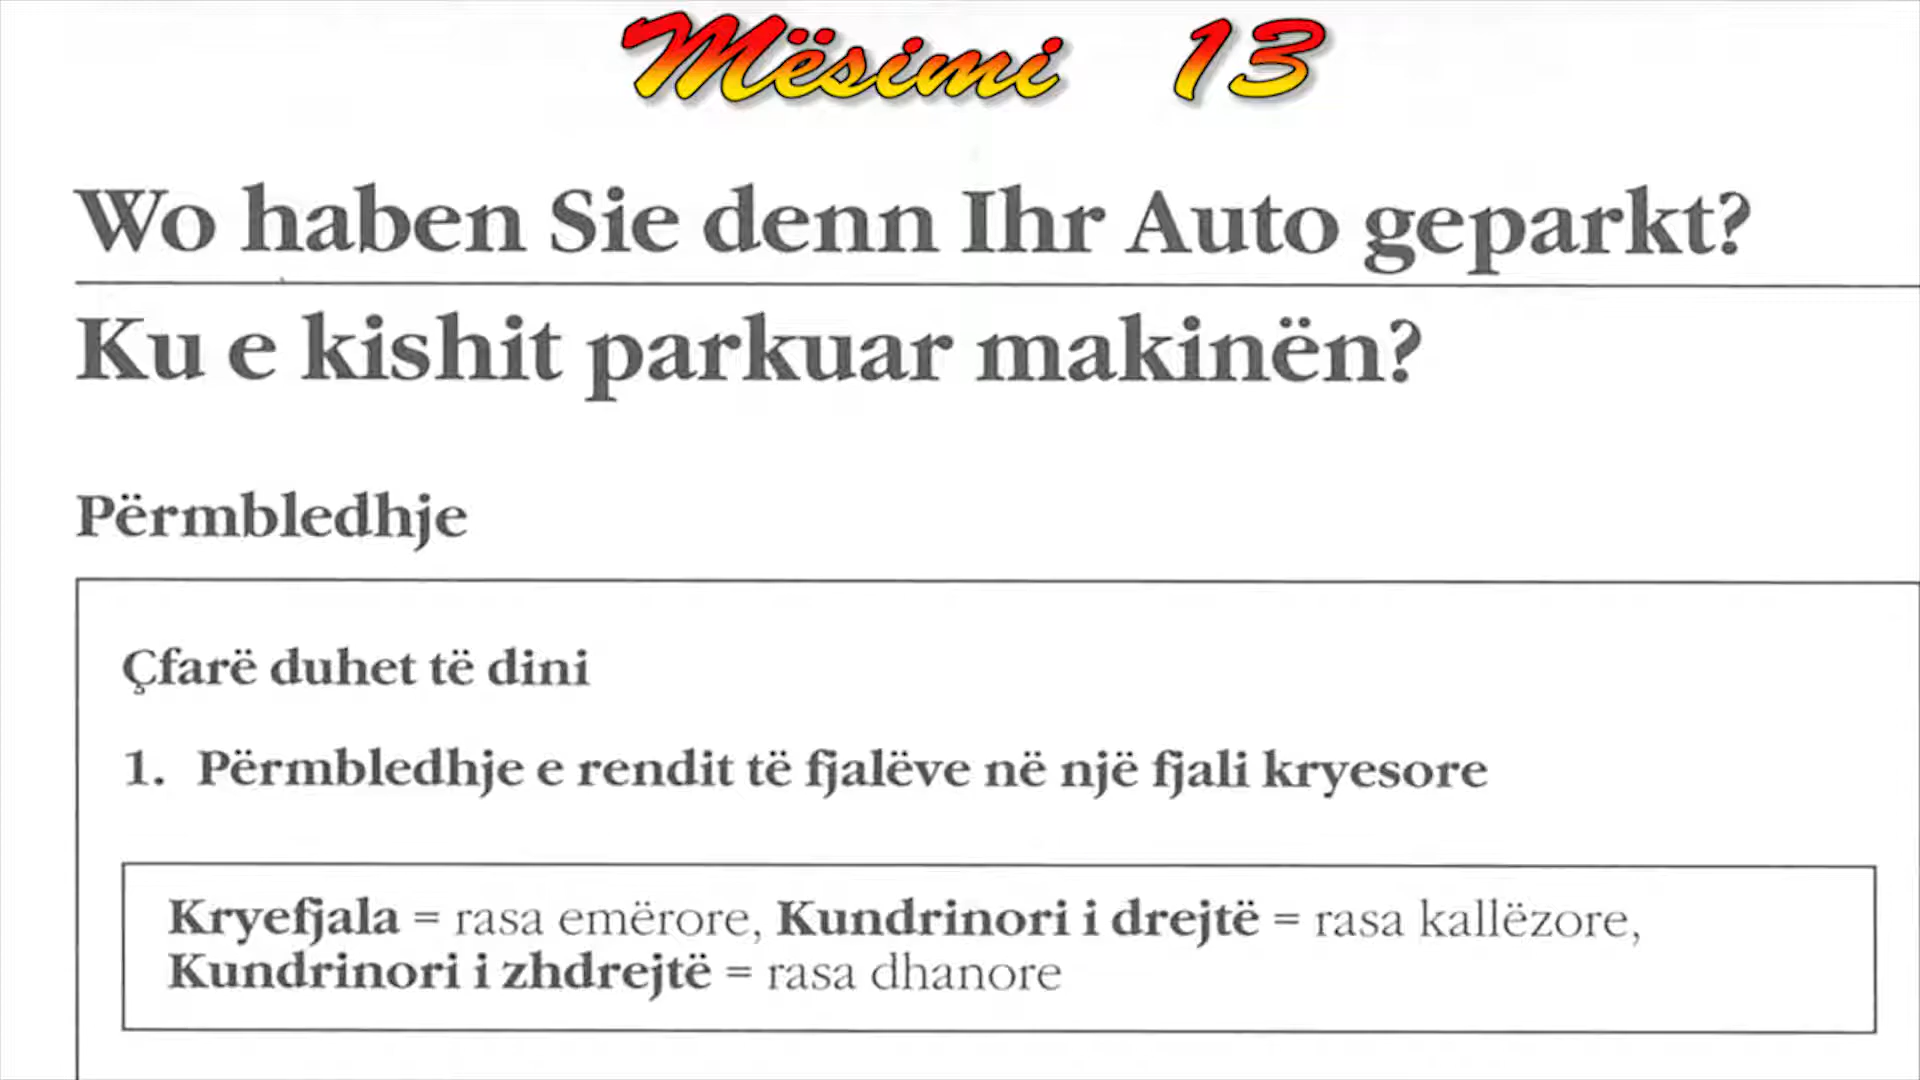 Mësimi 13
Wo haben Sie denn Ihr Auto geparkt?
Ku e kishit parkuar makinën?
Përmbledhje
Çfarë duhet të dini
1. Përmbledhje e rendit të fjalëve në një fjali kryesore
Kryefjala = rasa emërore, Kundrinori i drejtë = rasa kallëzore,
Kundrinori i zhdrejtë = rasa dhanore